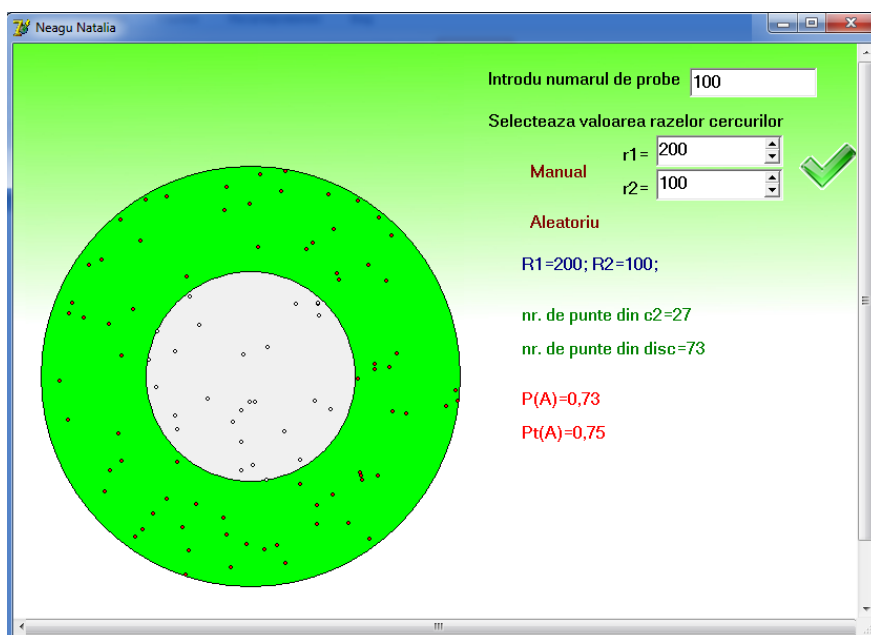 Neagu Natalia
Introdu numarul de probe 100
Selecteaza valoarea razelor cercurilor
r1= 200
Manual
r2= 100
Aleatoriu
R1=200; R2=100;
nr. de punte din c2=27
nr. de punte din disc=73
P(A)=0,73
Pt(A)=0,75